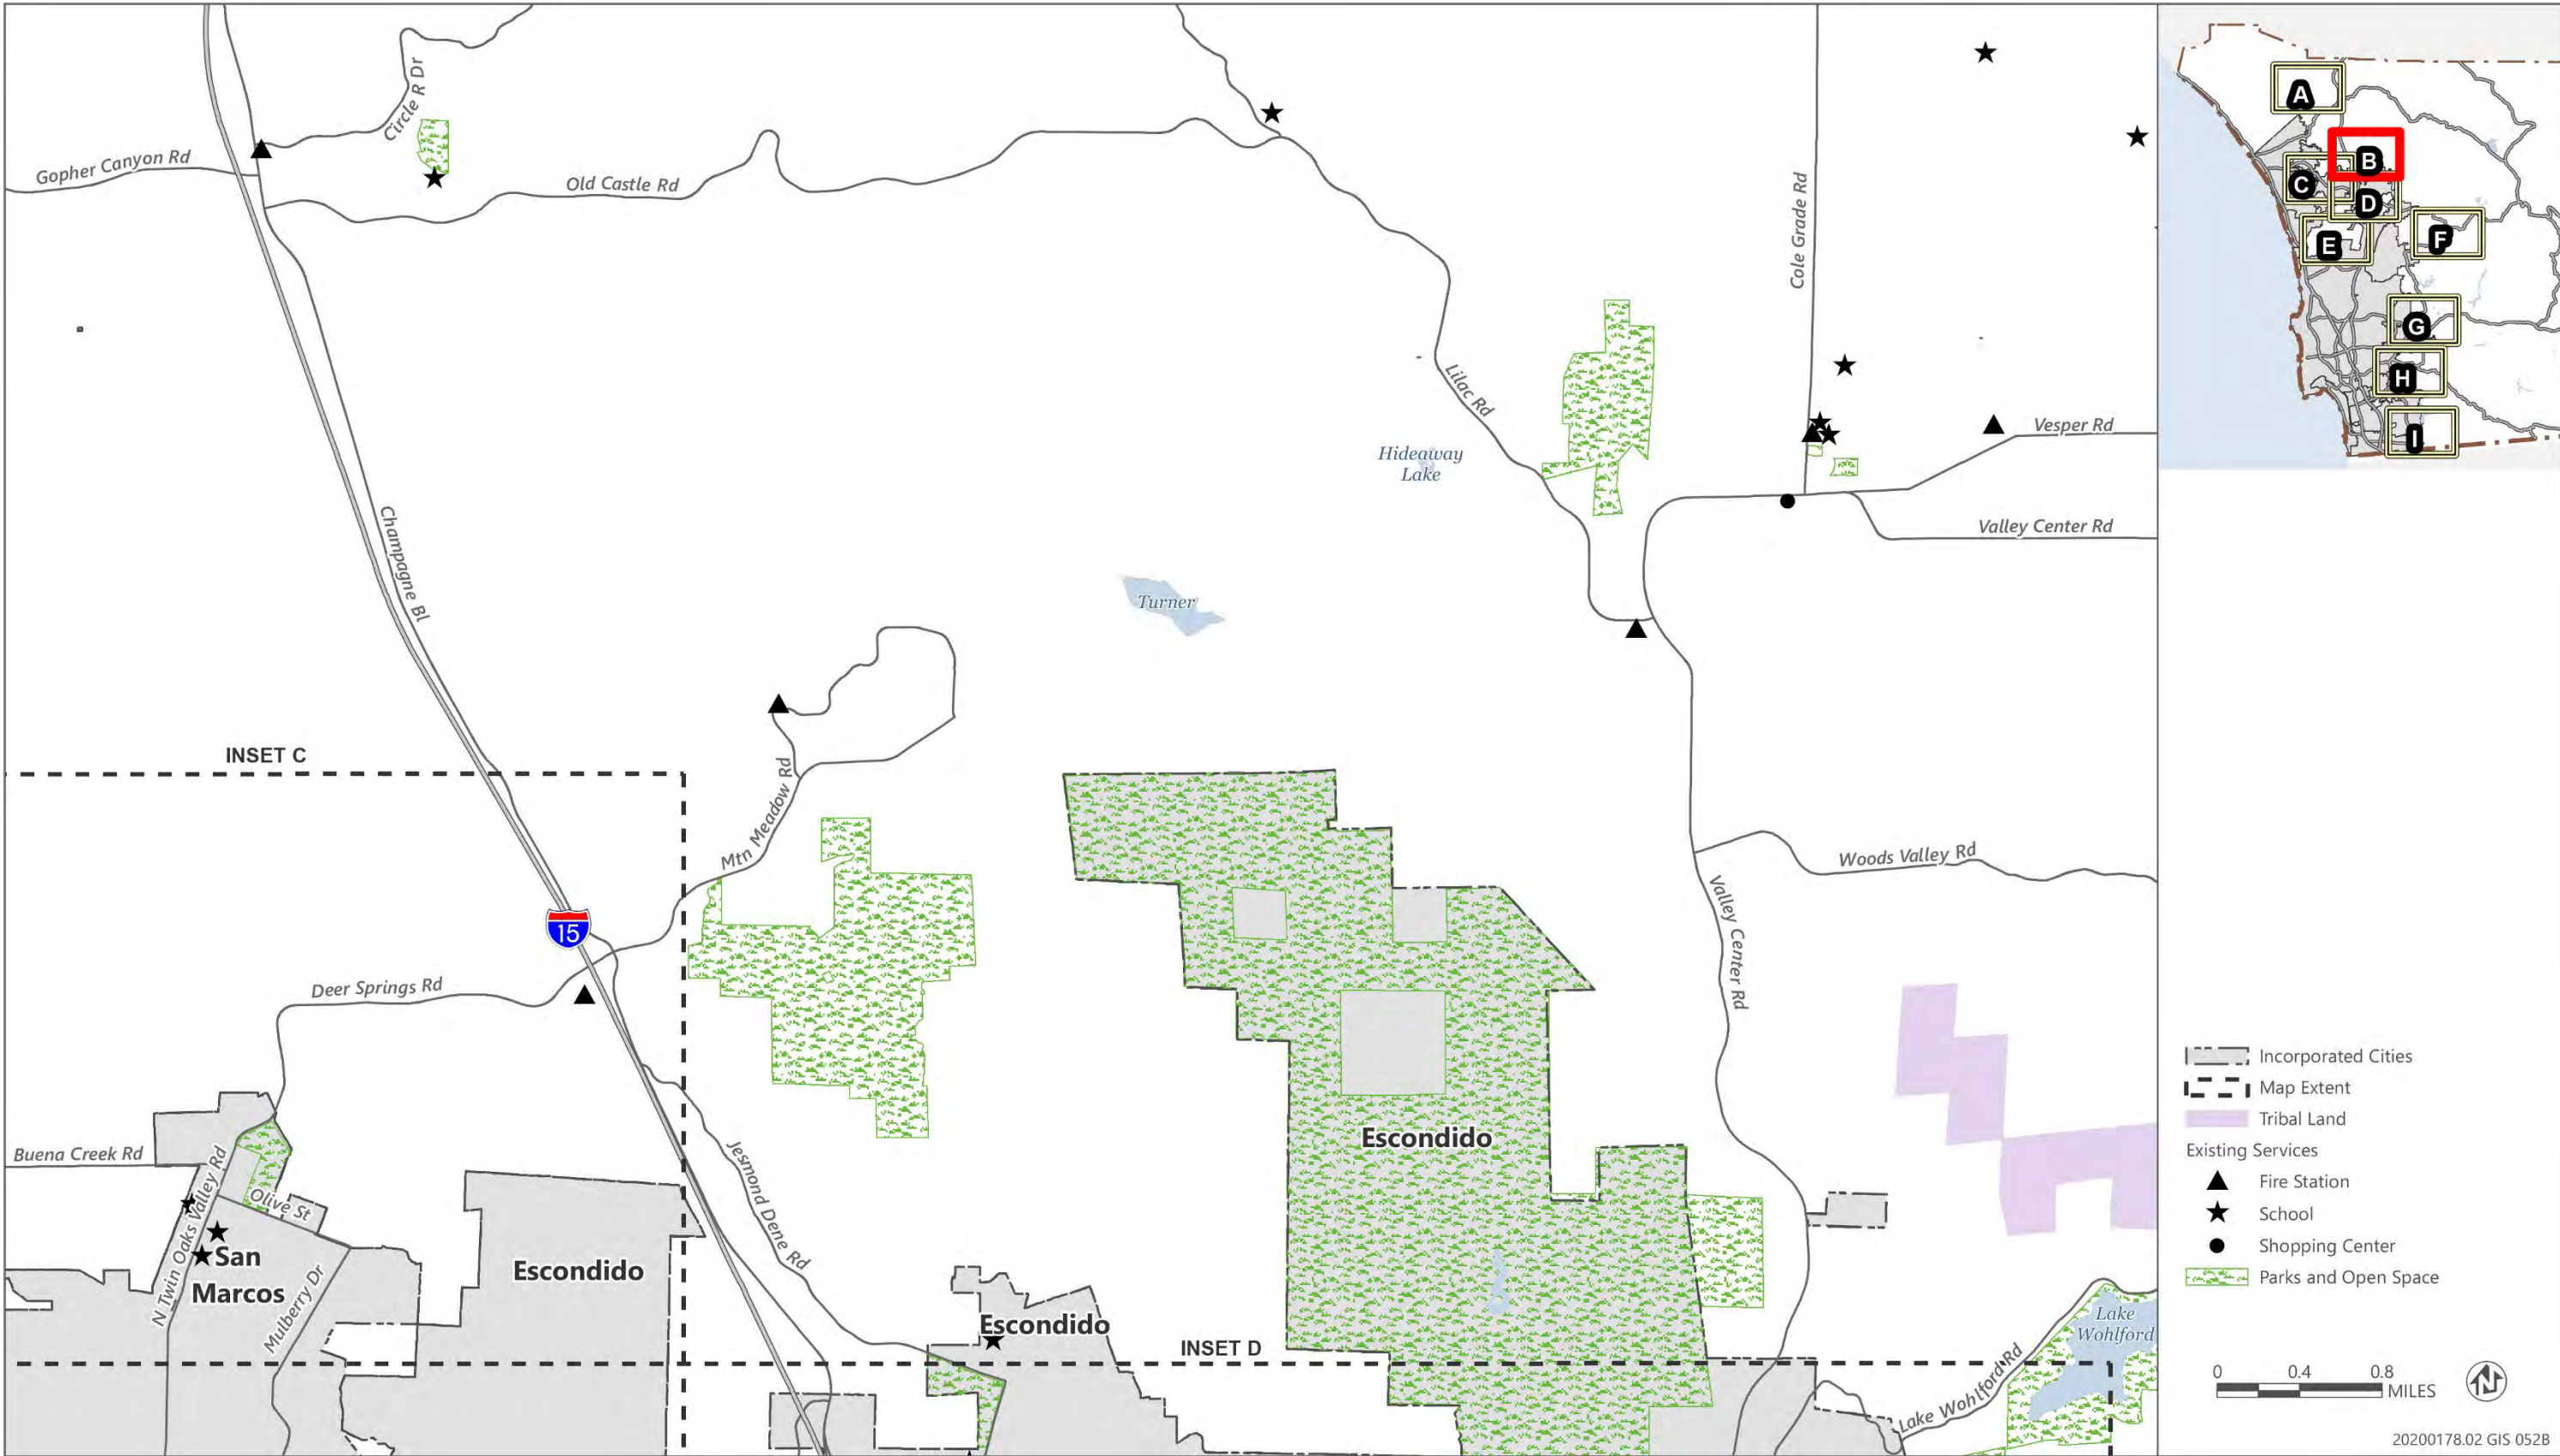 Circle R Dr
Gopher Canyon Rd
Old Castle Rd
Cole Grade Rd
Champagne Bl
Lilac Rd
Hideaway
Lake
Vesper Rd
Valley Center Rd
Turner
INSET C
Mtn Meadow Rd
Woods Valley Rd
Valley Center Rd
15
Deer Springs Rd
Escondido
Buena Creek Rd
N Twin Oaks Valley Rd
Olive St
Jesmond Dene Rd
San
Marcos
Escondido
Mulberry Dr
Escondido
INSET D
Lake
Wohlford
Lake Wohlford Rd
A
B
C
D
E
F
G
H
I
Incorporated Cities
Map Extent
Tribal Land
Existing Services
Fire Station
School
Shopping Center
Parks and Open Space
0 0.4 0.8
MILES
N
20200178.02 GIS 052B